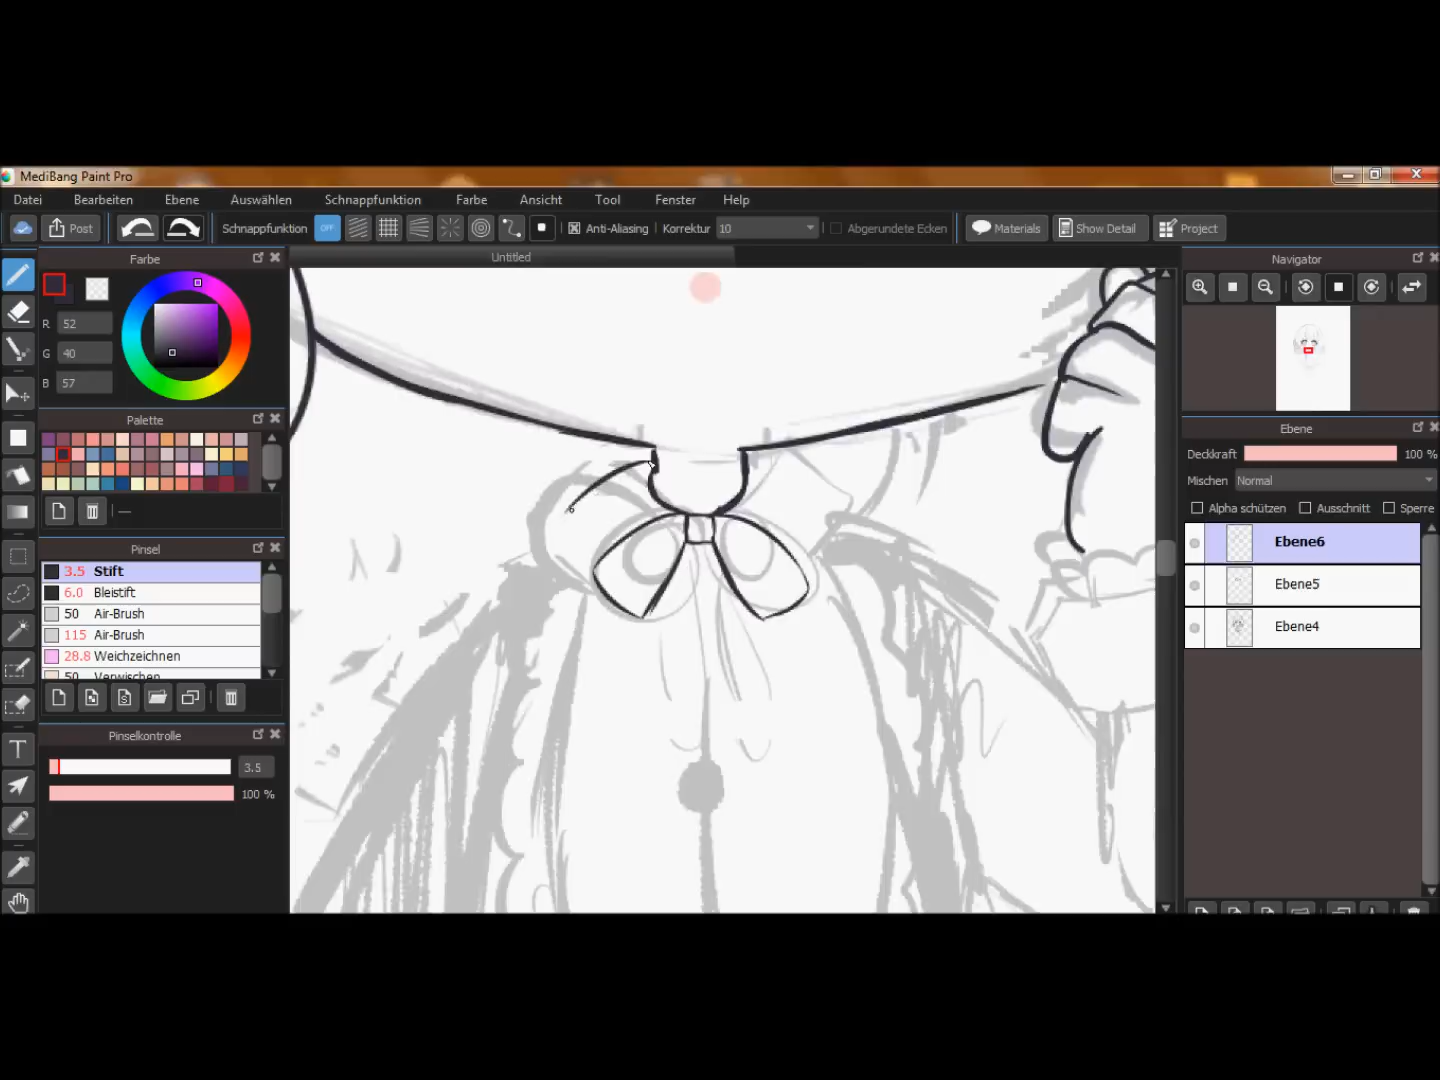 MediBang Paint Pro
Datei Bearbeiten Ebene Auswählen Schnappfunktion Farbe Ansicht Tool Fenster Help
Post Schnappfunktion OFF Anti-Aliasing Korrektur 10 Abgerundete Ecken Materials Show Detail Project
Farbe
R 52
G 40
B 57
Palette
Pinsel
3.5 Stift
6.0 Bleistift
50 Air-Brush
115 Air-Brush
28.8 Weichzeichnen
50 Verwischen
S
Pinselkontrolle
3.5
100 %
T
Untitled
Navigator
Ebene
Deckkraft 100 %
Mischen Normal
Alpha schützen Ausschnitt Sperre
Ebene6
Ebene5
Ebene4